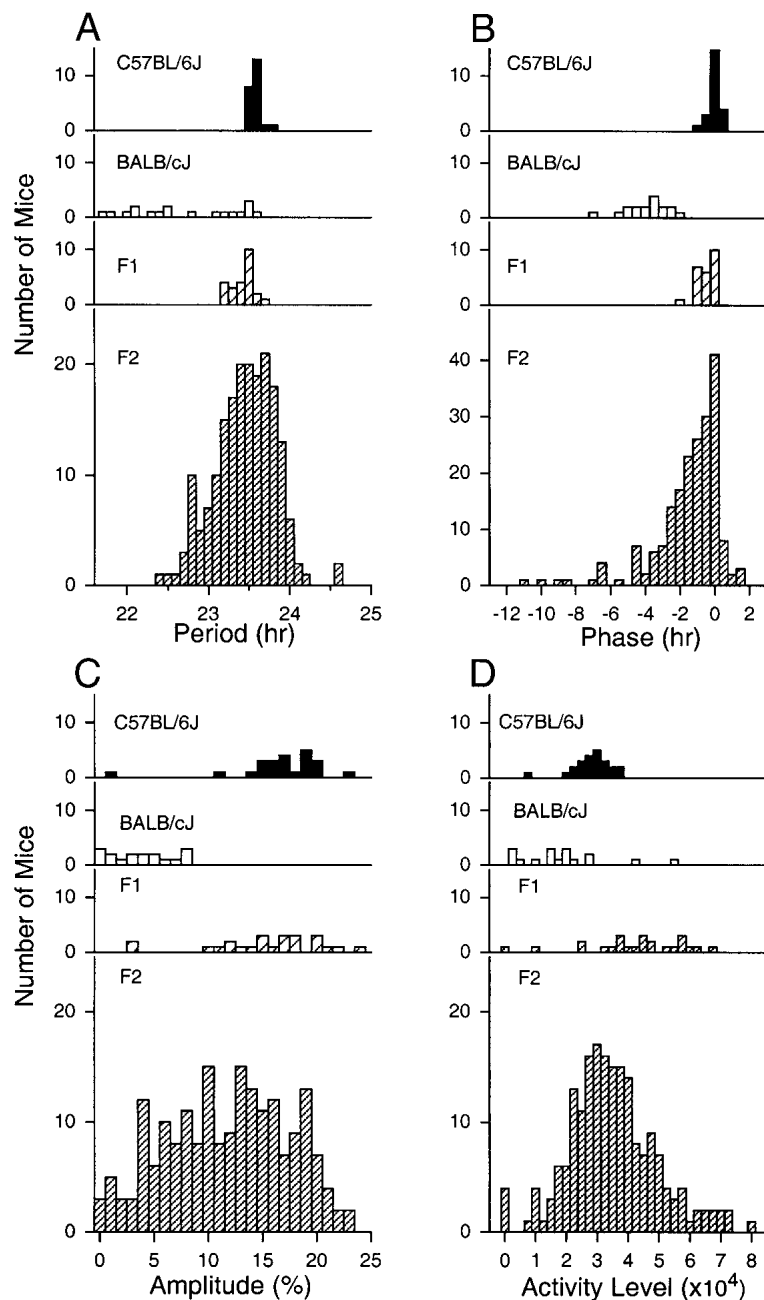 A
C57BL/6J
10
0
BALB/cJ
10
0
F1
10
0
F2
20
10
0
22 23 24 25
Period (hr)
Number of Mice
B
C57BL/6J
10
0
BALB/cJ
10
0
F1
10
0
F2
40
30
20
10
0
-12 -10 -8 -6 -4 -2 0 2
Phase (hr)
C
C57BL/6J
10
0
BALB/cJ
10
0
F1
10
0
F2
20
10
0
0 5 10 15 20 25
Amplitude (%)
Number of Mice
D
C57BL/6J
10
0
BALB/cJ
10
0
F1
10
0
F2
20
10
0
0 1 2 3 4 5 6 7 8
Activity Level (x10⁴)